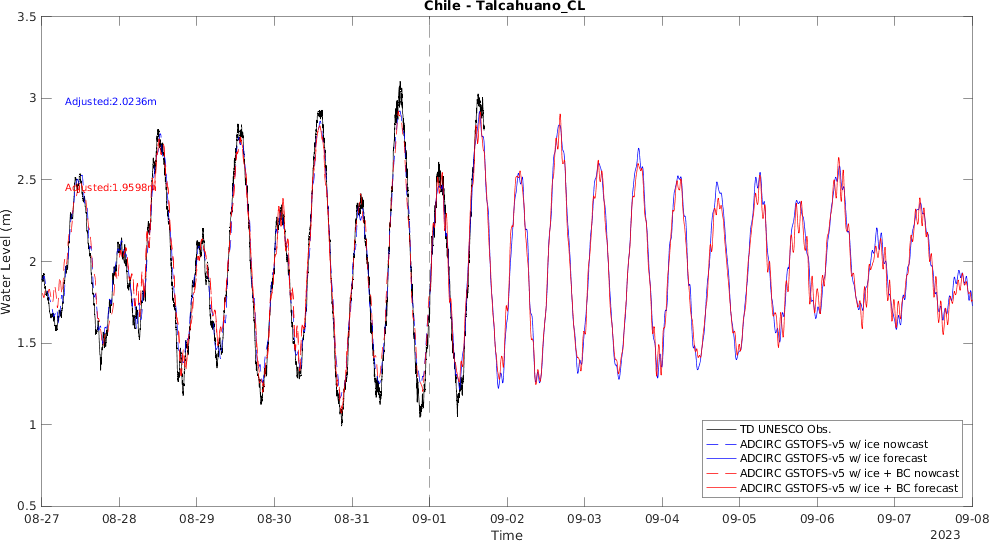 Chile - Talcahuano_CL
3.5
3
2.5
2
1.5
1
0.5
Water Level (m)
Adjusted:2.0236m
Adjusted:1.9598m
TD UNESCO Obs.
ADCIRC GSTOFS-v5 w/ ice nowcast
ADCIRC GSTOFS-v5 w/ ice forecast
ADCIRC GSTOFS-v5 w/ ice + BC nowcast
ADCIRC GSTOFS-v5 w/ ice + BC forecast
08-27 08-28 08-29 08-30 08-31 09-01 09-02 09-03 09-04 09-05 09-06 09-07 09-08
Time
2023